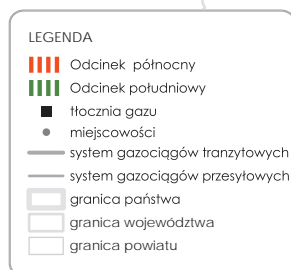 LEGENDA
Odcinek północny
Odcinek południowy
tłocznia gazu
miejscowości
system gazociągów tranzytowych
system gazociągów przesyłowych
granica państwa
granica województwa
granica powiatu